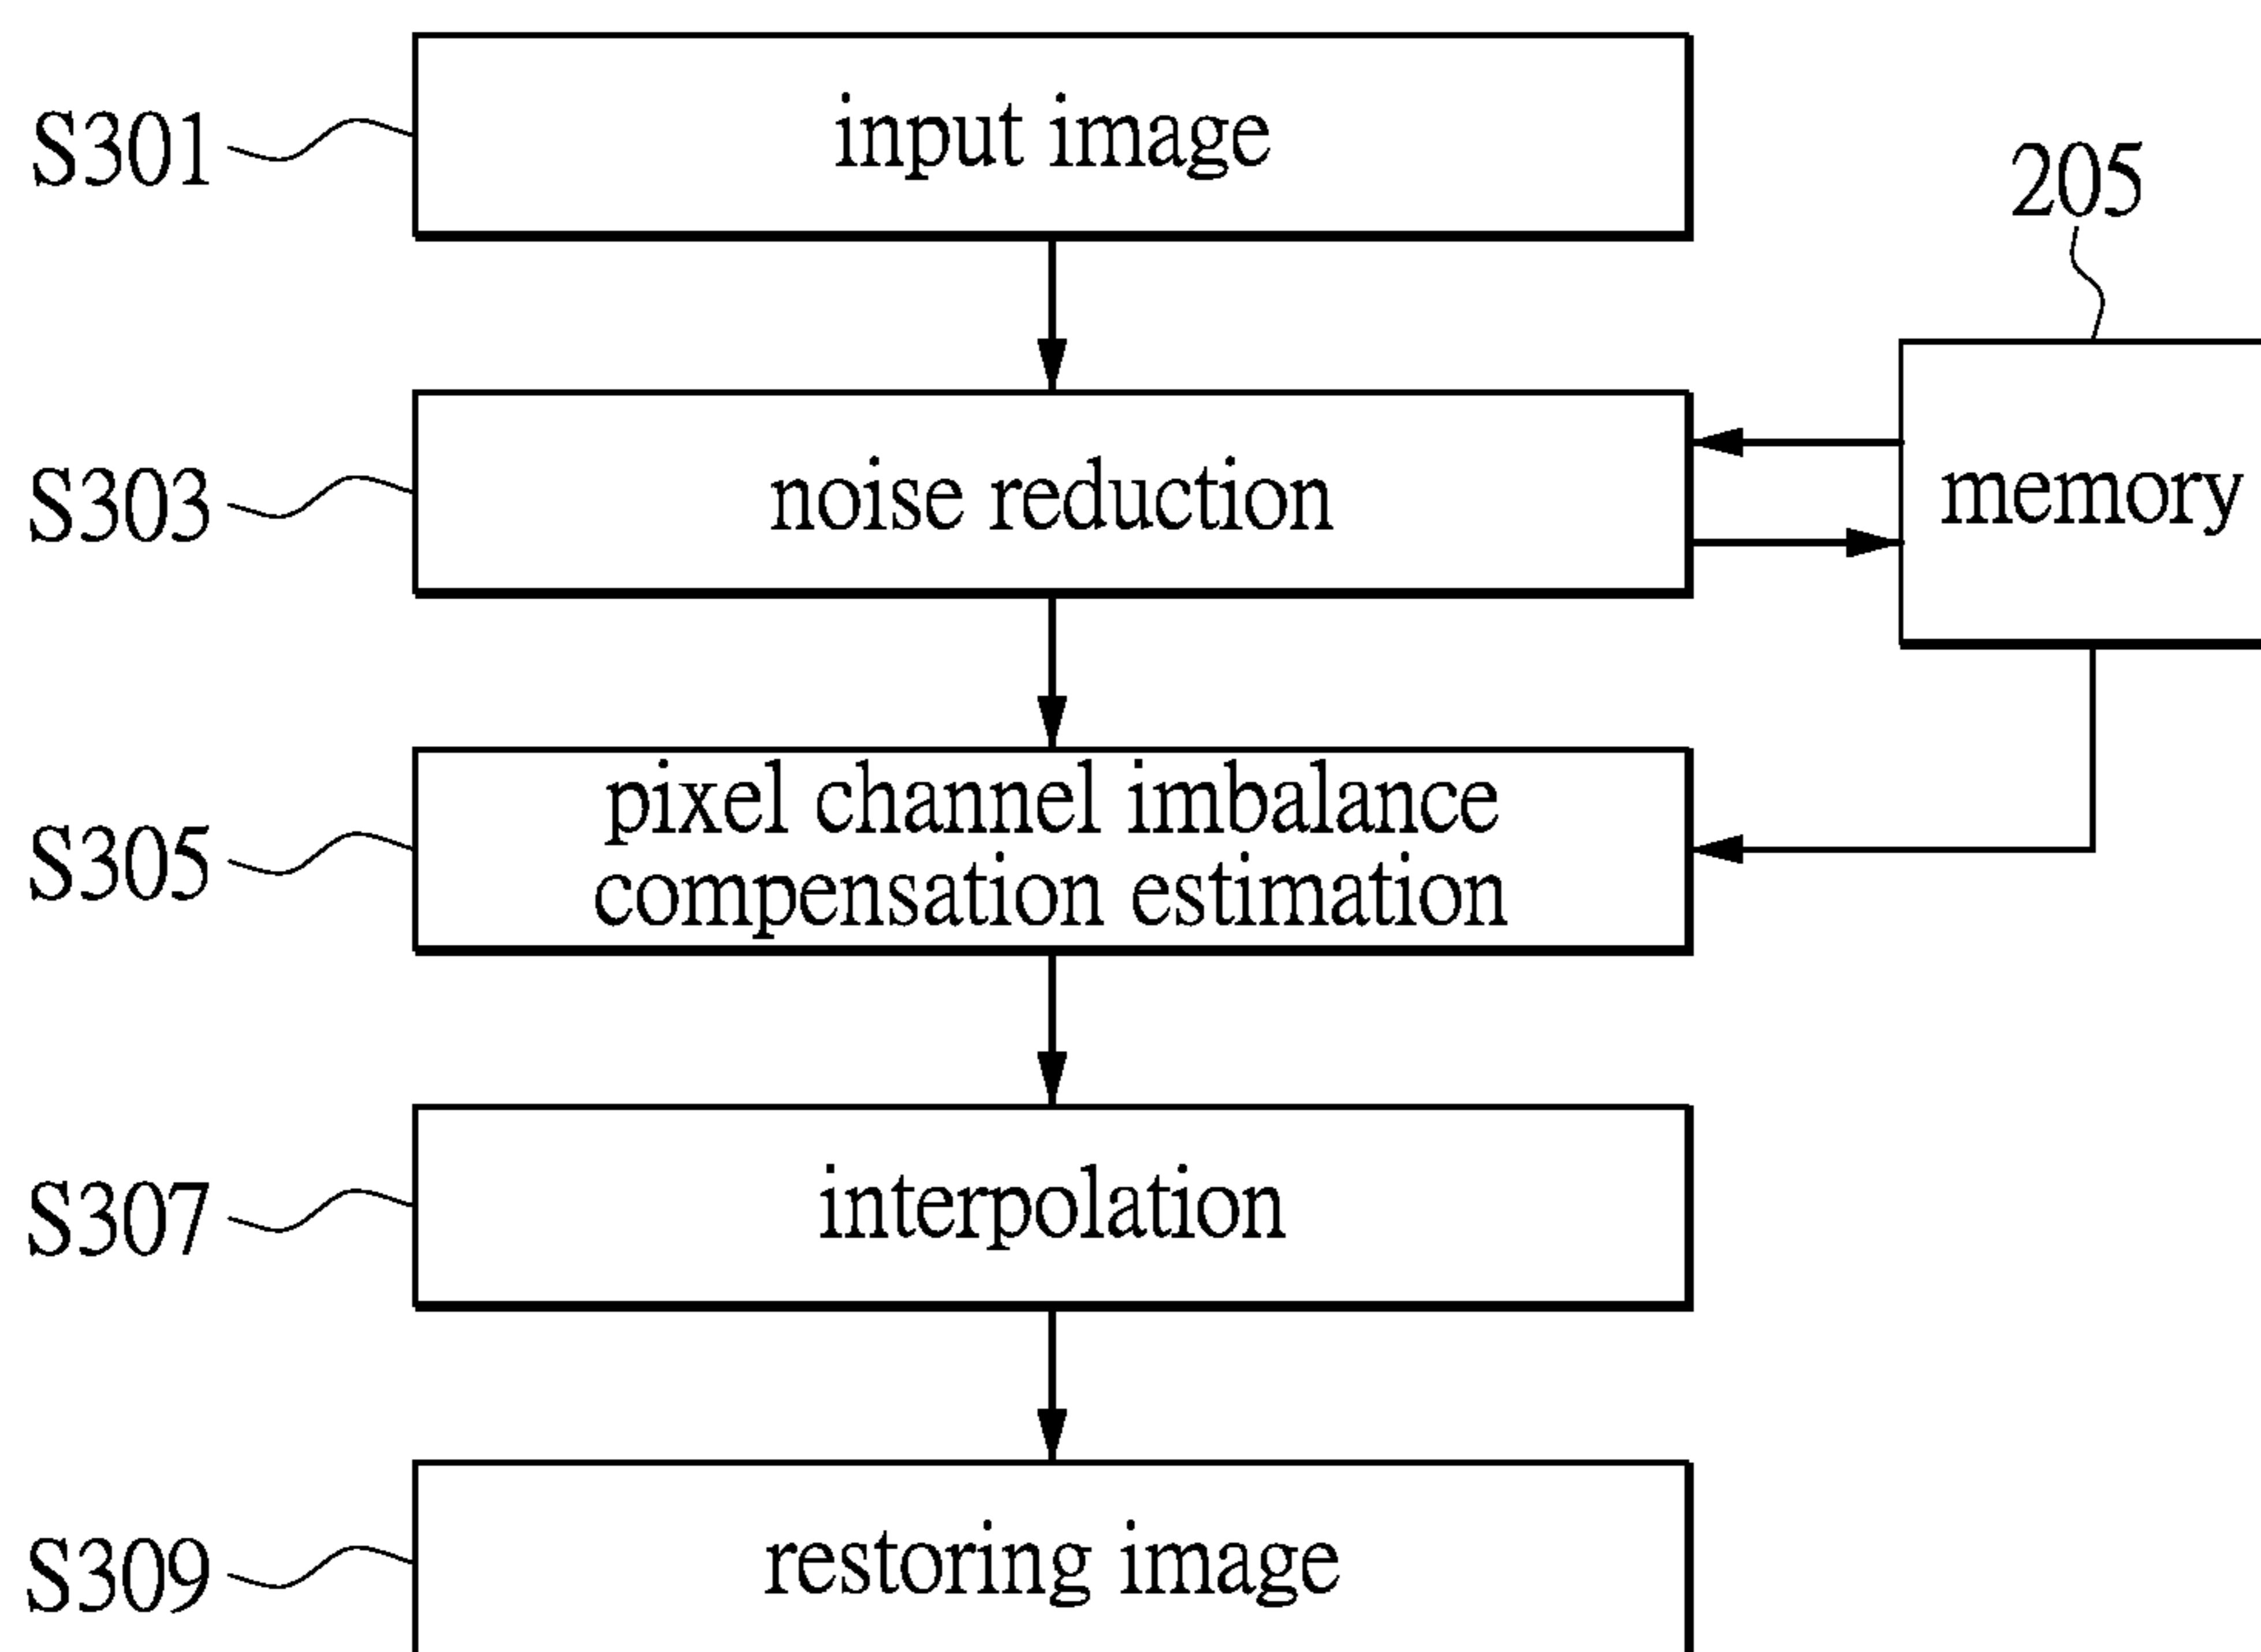 S301
input image
205
S303
noise reduction
memory
S305
pixel channel imbalance
compensation estimation
S307
interpolation
S309
restoring image